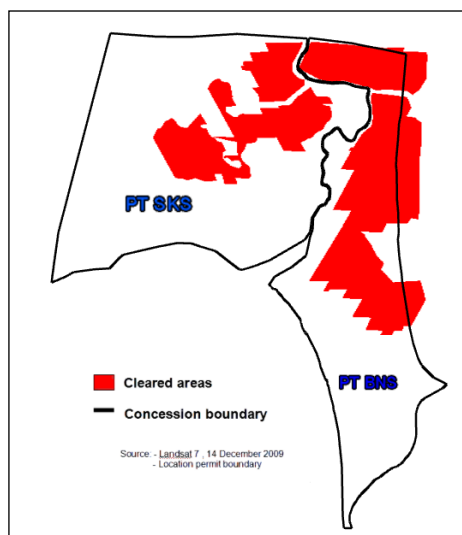 PT SKS
PT BNS
Cleared areas
Concession boundary
Source: - Landsat 7 , 14 December 2009
- Location permit boundary